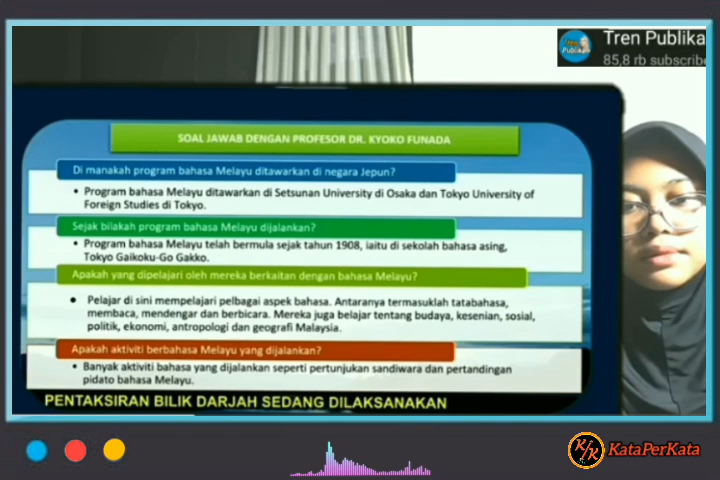 Tren Publika
85,8 rb subscribe
SOAL JAWAB DENGAN PROFESOR DR. KYOKO FUNADA
Di manakah program bahasa Melayu ditawarkan di negara Jepun?
• Program bahasa Melayu ditawarkan di Setsunan University di Osaka dan Tokyo University of
Foreign Studies di Tokyo.
Sejak bilakah program bahasa Melayu dijalankan?
• Program bahasa Melayu telah bermula sejak tahun 1908, iaitu di sekolah bahasa asing,
Tokyo Gaikoku-Go Gakko.
Apakah yang dipelajari oleh mereka berkaitan dengan bahasa Melayu?
• Pelajar di sini mempelajari pelbagai aspek bahasa. Antaranya termasuklah tatabahasa,
membaca, mendengar dan berbicara. Mereka juga belajar tentang budaya, kesenian, sosial,
politik, ekonomi, antropologi dan geografi Malaysia.
Apakah aktiviti berbahasa Melayu yang dijalankan?
• Banyak aktiviti bahasa yang dijalankan seperti pertunjukan sandiwara dan pertandingan
pidato bahasa Melayu.
PENTAKSIRAN BILIK DARJAH SEDANG DILAKSANAKAN
K/K KataPerKata